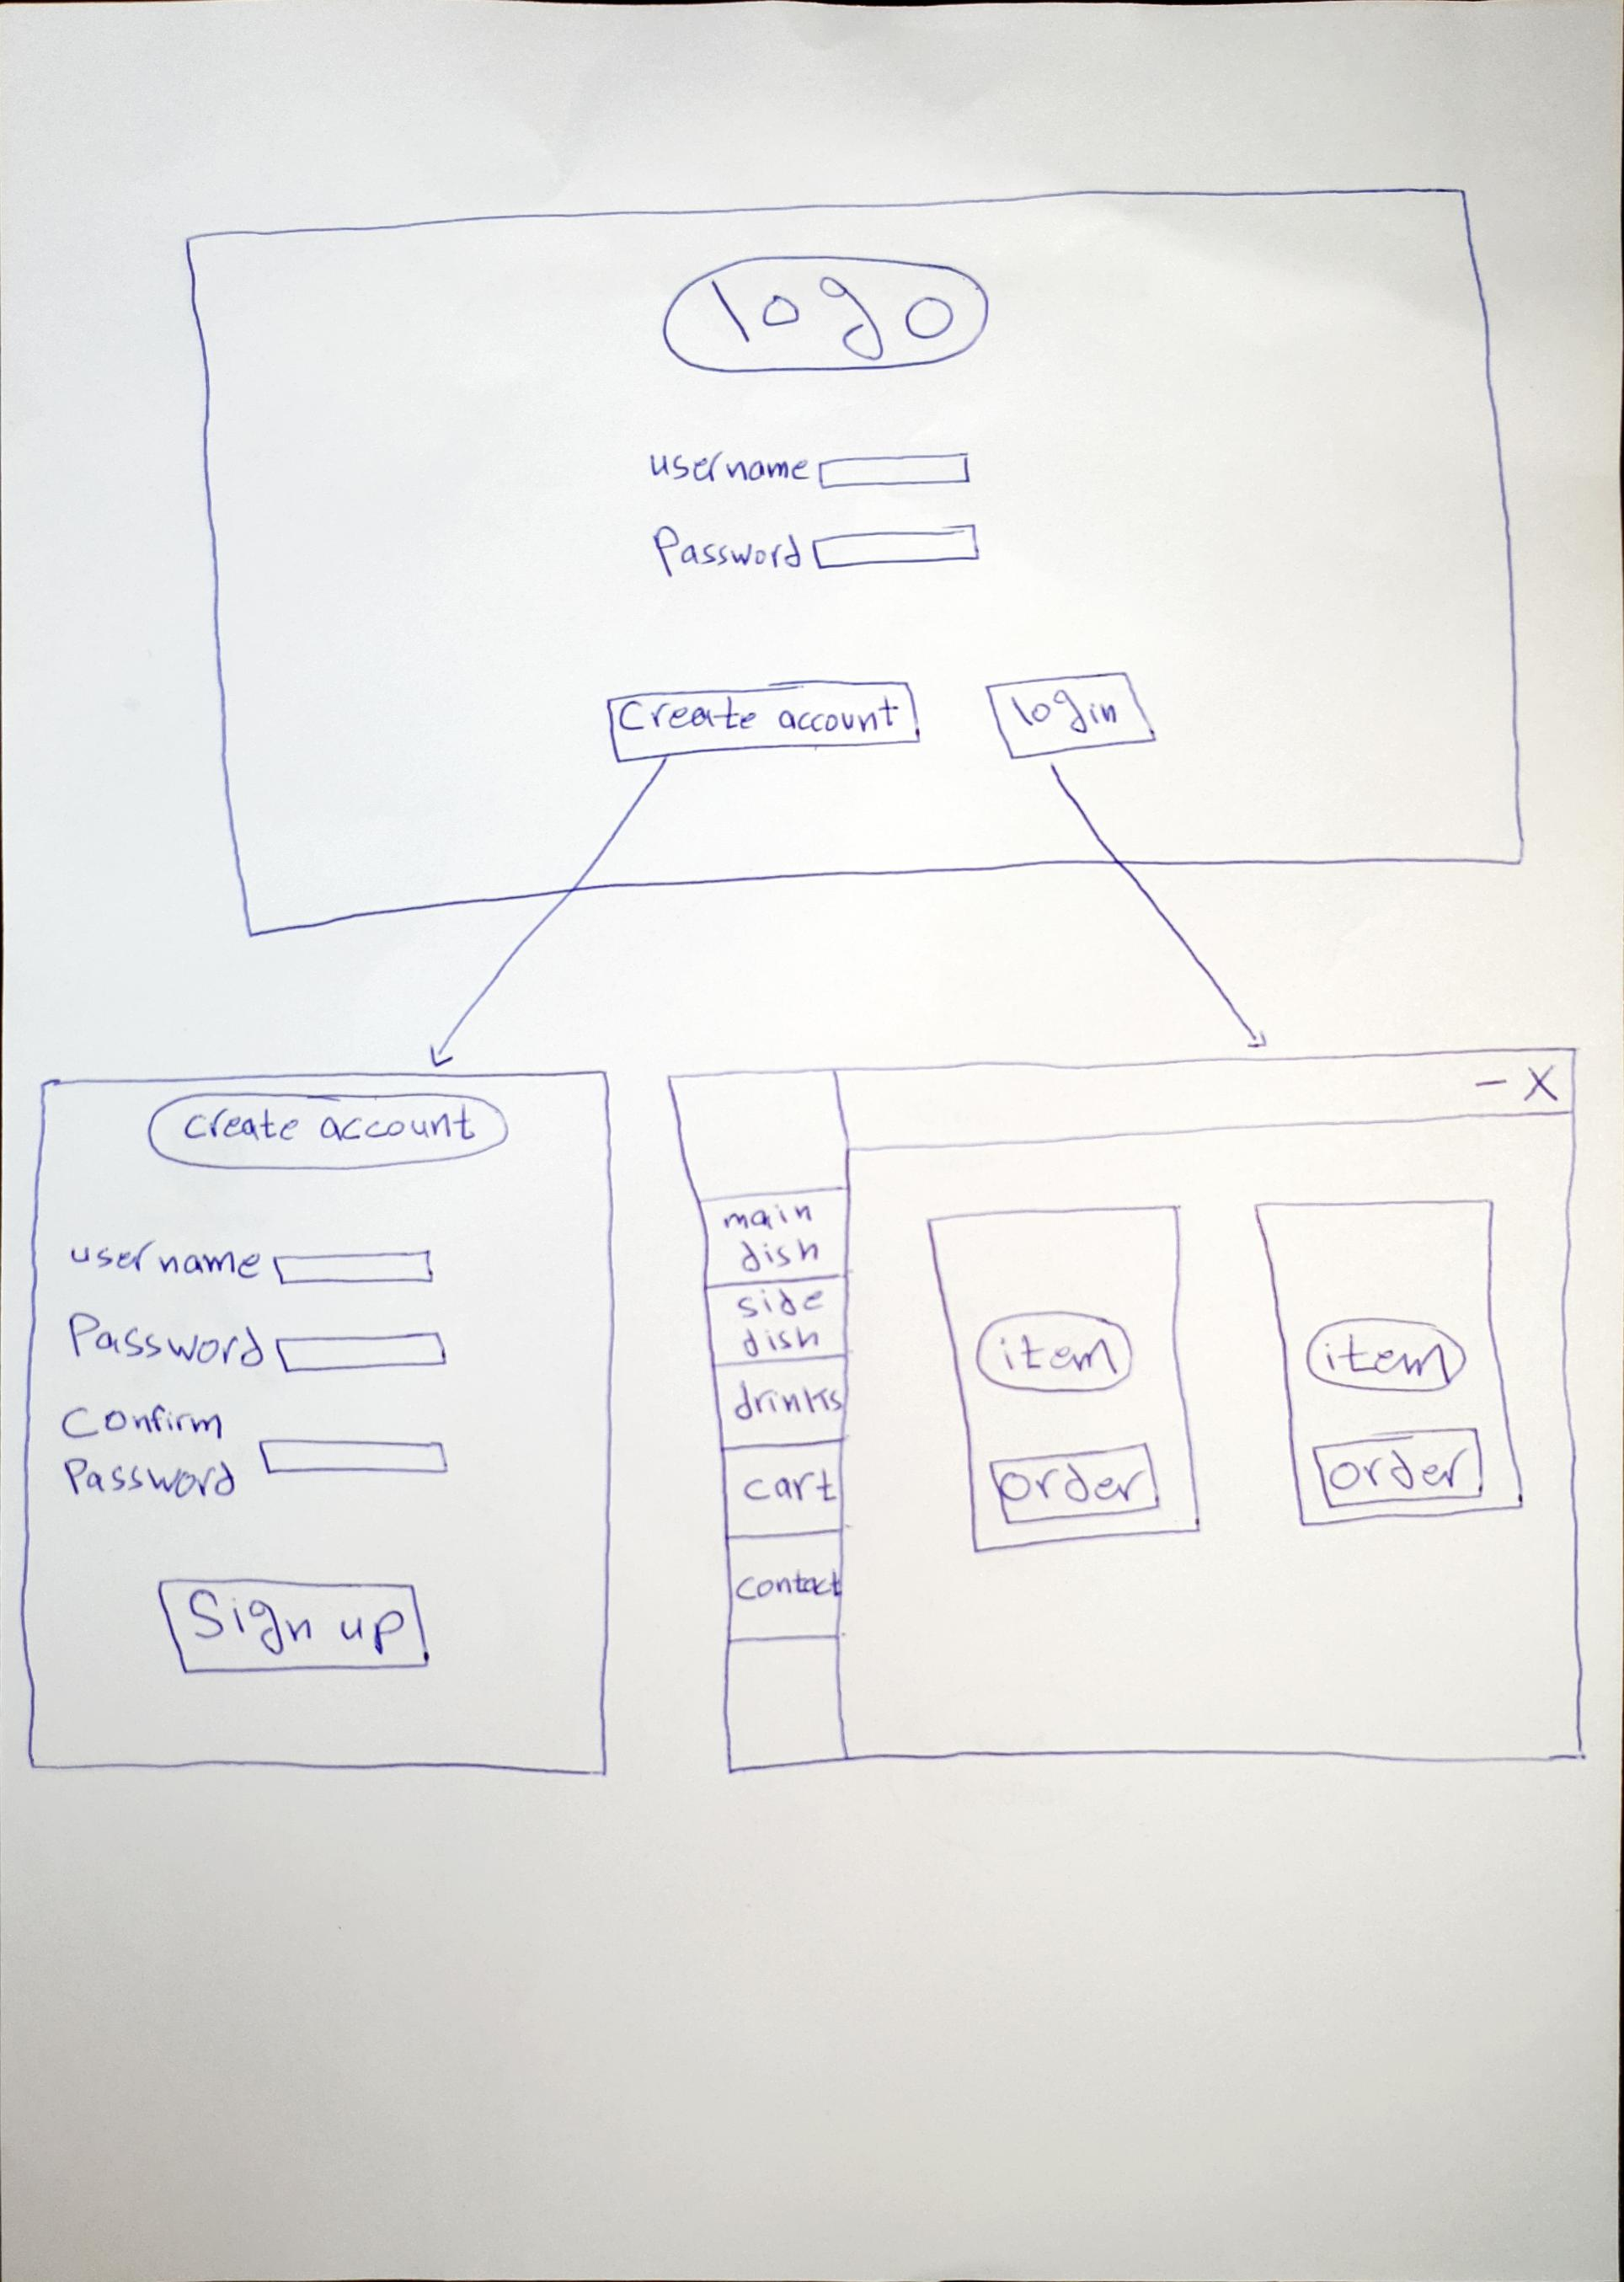 logo
username
Password
Create account
login
create account
username
Password
Confirm
Password
Sign up
- X
main
dish
side
dish
drinks
cart
contact
item
order
item
order